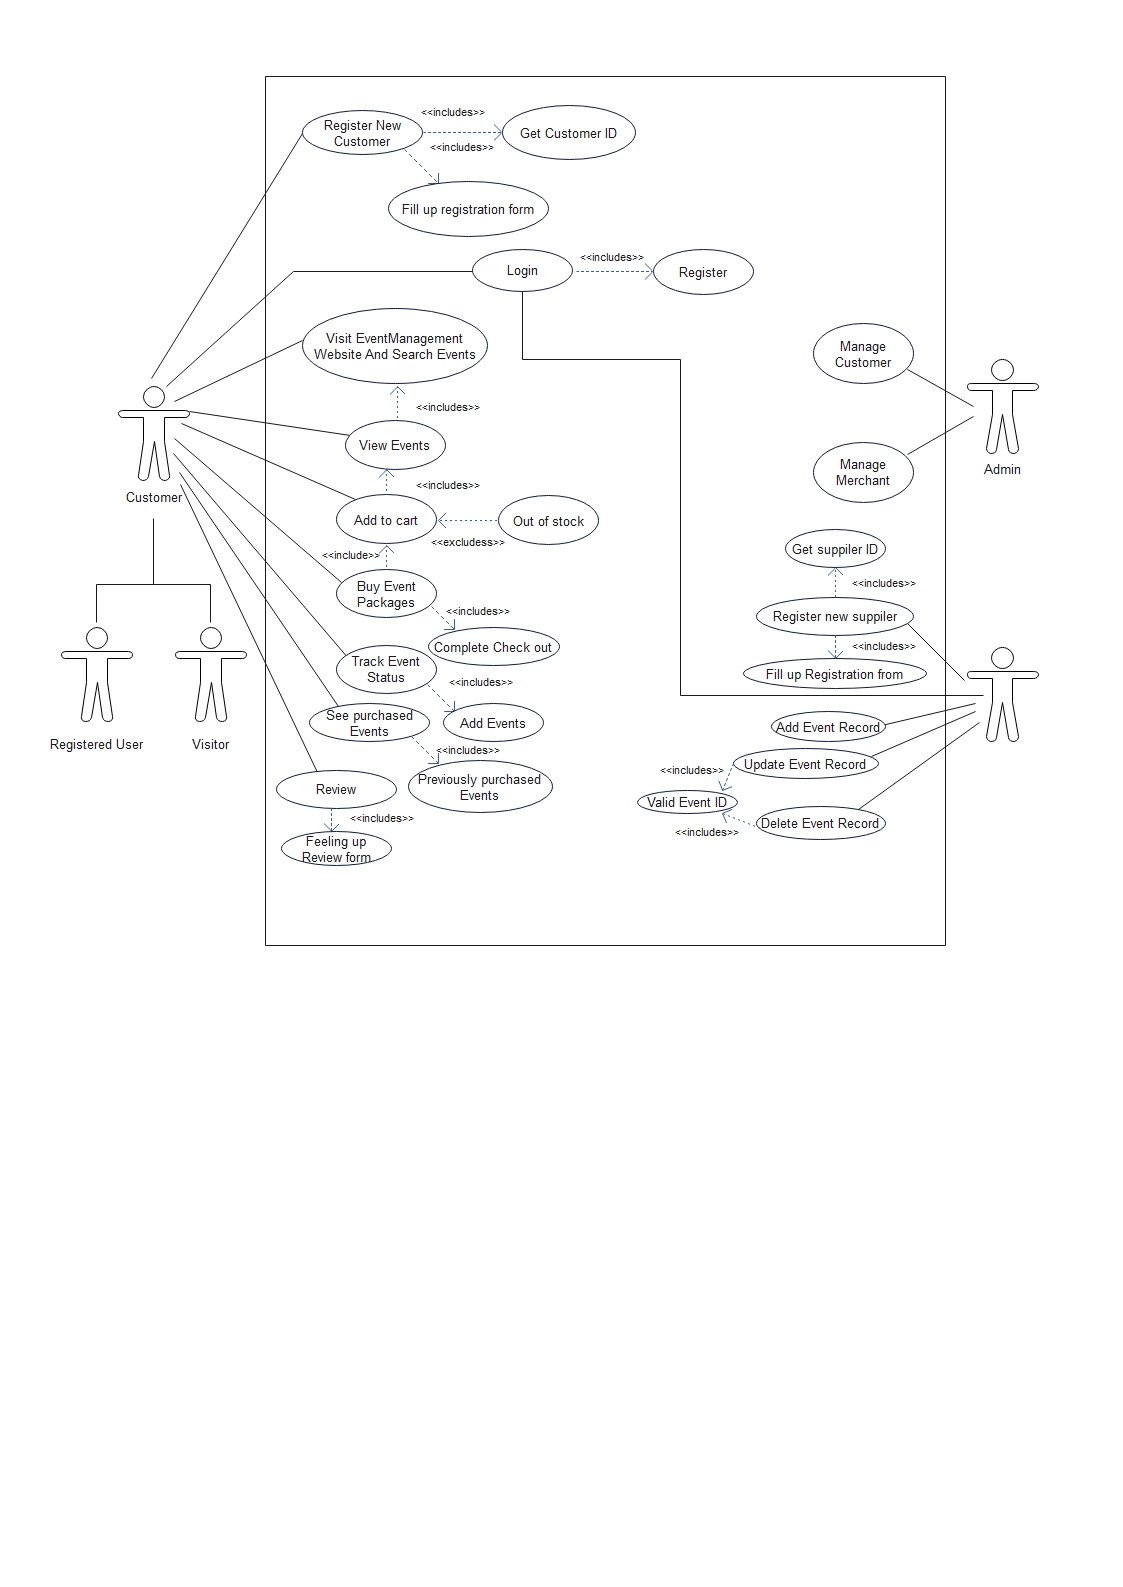 <<includes>>
Register New
Customer
Get Customer ID
<<includes>>
Fill up registration form
<<includes>>
Login
Register
Visit EventManagement
Website And Search Events
Manage
Customer
<<includes>>
View Events
Admin
Manage
Merchant
Customer
<<includes>>
Add to cart
Out of stock
<<excludess>>
<<include>>
Get suppiler ID
<<includes>>
Buy Event
Packages
<<includes>>
Register new suppiler
<<includes>>
Complete Check out
Track Event
Status
Fill up Registration from
<<includes>>
See purchased
Events
Add Events
Add Event Record
Registered User
Visitor
<<includes>>
Update Event Record
<<includes>>
Previously purchased
Events
Review
Valid Event ID
<<includes>>
Delete Event Record
<<includes>>
Feeling up
Review form